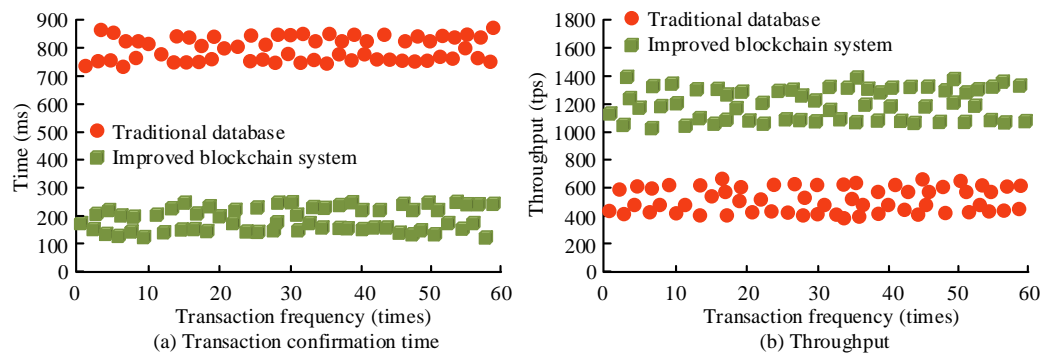 900
800
700
600
500
400
300
200
100
0
Time (ms)
Traditional database
Improved blockchain system
0 10 20 30 40 50 60
Transaction frequency (times)
(a) Transaction confirmation time
1800
1600
1400
1200
1000
800
600
400
200
0
Throughput (tps)
Traditional database
Improved blockchain system
0 10 20 30 40 50 60
Transaction frequency (times)
(b) Throughput